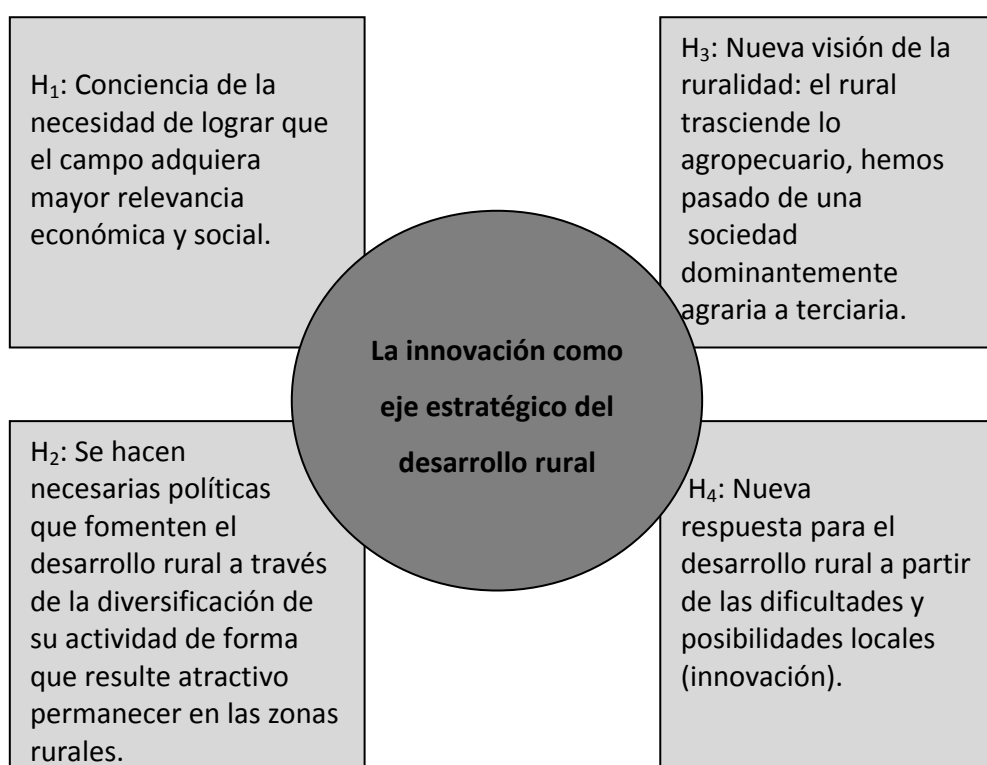 H₁: Conciencia de la
necesidad de lograr que
el campo adquiera
mayor relevancia
económica y social.
H₃: Nueva visión de la
ruralidad: el rural
trasciende lo
agropecuario, hemos
pasado de una
sociedad
dominantemente
agraria a terciaria.
La innovación como
eje estratégico del
desarrollo rural
H₂: Se hacen
necesarias políticas
que fomenten el
desarrollo rural a través
de la diversificación de
su actividad de forma
que resulte atractivo
permanecer en las zonas
rurales.
H₄: Nueva
respuesta para el
desarrollo rural a partir
de las dificultades y
posibilidades locales
(innovación).